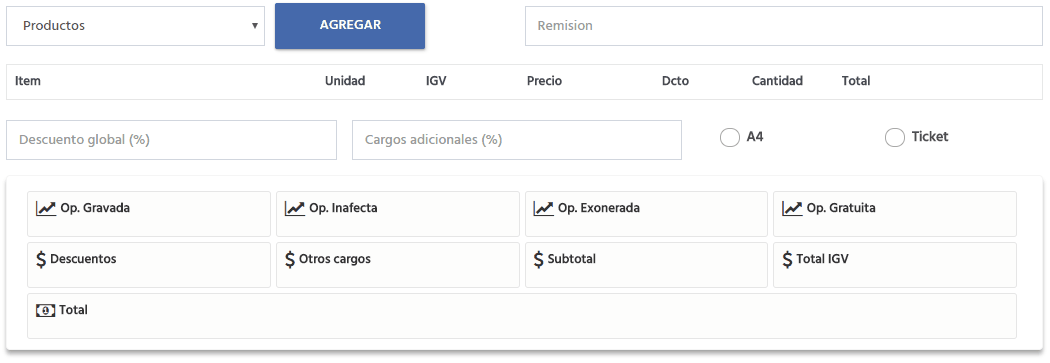 Productos AGREGAR Remision
Item Unidad IGV Precio Dcto Cantidad Total
Descuento global (%) Cargos adicionales (%) A4 Ticket
Op. Gravada Op. Inafecta Op. Exonerada Op. Gratuita
$ Descuentos $ Otros cargos $ Subtotal $ Total IGV
Total